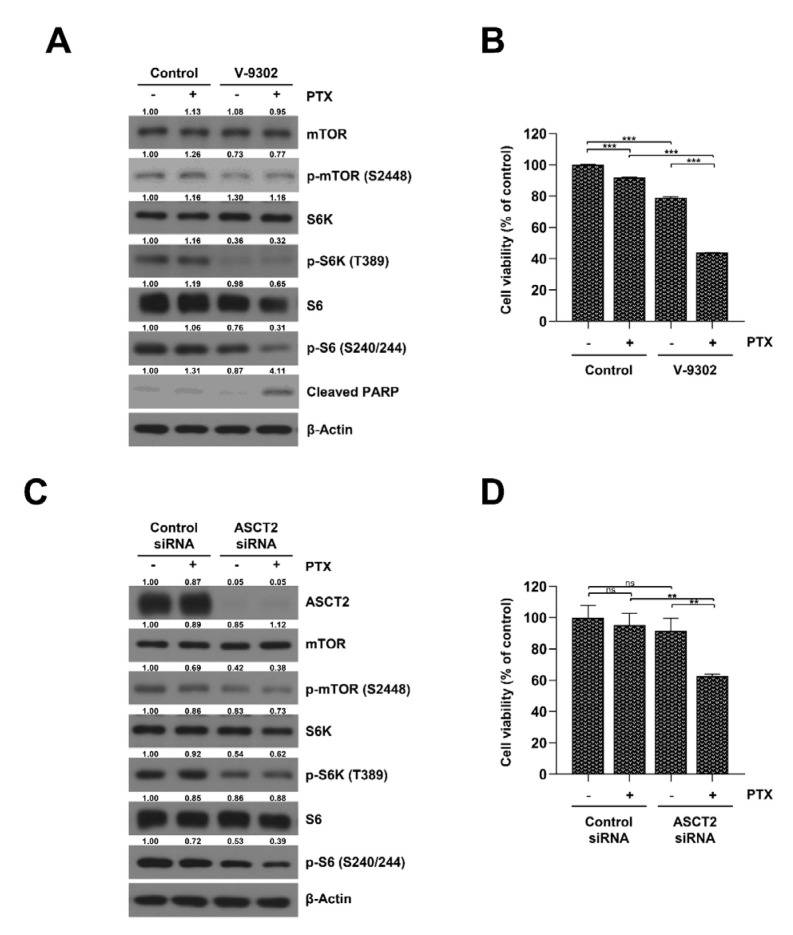 A
Control V-9302
- + - + PTX
1.00 1.13 1.08 0.95
mTOR
1.00 1.26 0.73 0.77
p-mTOR (S2448)
1.00 1.16 1.30 1.16
S6K
1.00 1.16 0.36 0.32
p-S6K (T389)
1.00 1.19 0.98 0.65
S6
1.00 1.06 0.76 0.31
p-S6 (S240/244)
1.00 1.31 0.87 4.11
Cleaved PARP
β-Actin
B
Cell viability (% of control)
120
100
80
60
40
20
0
***
***
***
***
- + - + PTX
Control V-9302
C
Control siRNA
ASCT2 siRNA
- + - + PTX
1.00 0.87 0.05 0.05
ASCT2
1.00 0.89 0.85 1.12
mTOR
1.00 0.69 0.42 0.38
p-mTOR (S2448)
1.00 0.86 0.83 0.73
S6K
1.00 0.92 0.54 0.62
p-S6K (T389)
1.00 0.85 0.86 0.88
S6
1.00 0.72 0.53 0.39
p-S6 (S240/244)
β-Actin
D
Cell viability (% of control)
120
100
80
60
40
20
0
ns
ns
**
**
- + - + PTX
Control siRNA
ASCT2 siRNA